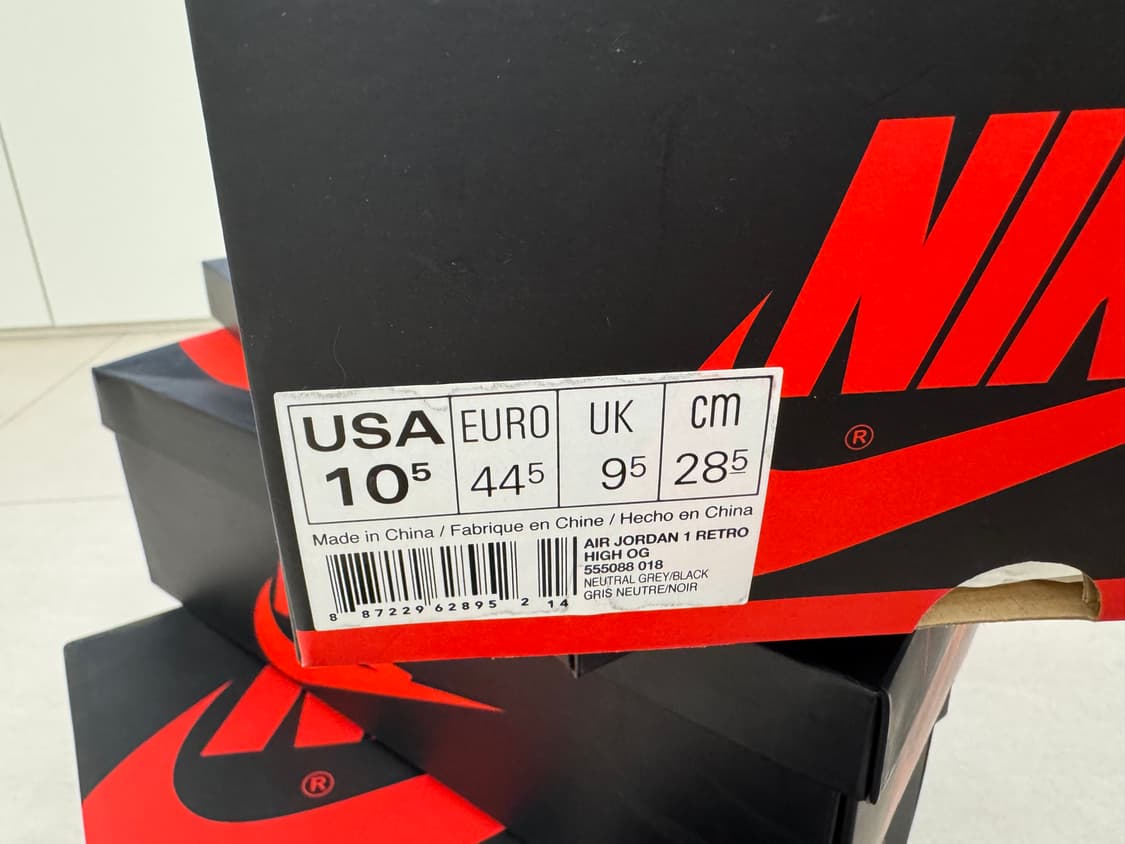 NIK
®
USA EURO UK cm
10⁵ 44⁵ 9⁵ 28⁵
Made in China / Fabrique en Chine / Hecho en China
AIR JORDAN 1 RETRO
HIGH OG
555088 018
NEUTRAL GREY/BLACK
GRIS NEUTRE/NOIR
8 87229 62895 2 14
®